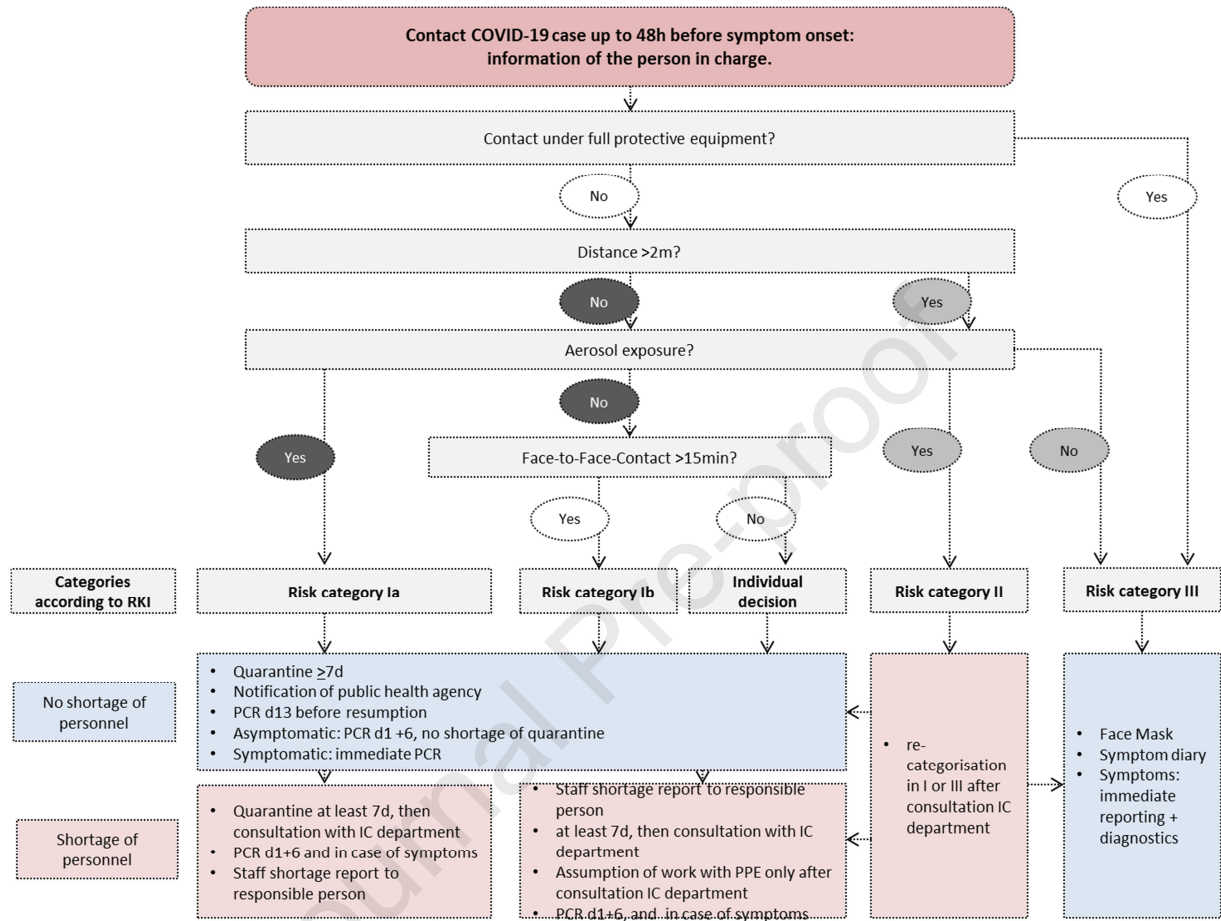 Contact COVID-19 case up to 48h before symptom onset:
information of the person in charge.
Contact under full protective equipment?
No
Yes
Distance >2m?
No
Yes
Aerosol exposure?
No
Yes
Face-to-Face-Contact >15min?
Yes
No
Yes
No
Categories
according to RKI
Risk category Ia
Risk category Ib
Individual
decision
Risk category II
Risk category III
No shortage of
personnel
• Quarantine ≥7d
• Notification of public health agency
• PCR d13 before resumption
• Asymptomatic: PCR d1 +6, no shortage of quarantine
• Symptomatic: immediate PCR
• re-
categorisation
in I or III after
consultation IC
department
• Face Mask
• Symptom diary
• Symptoms:
immediate
reporting +
diagnostics
Shortage of
personnel
• Quarantine at least 7d, then
consultation with IC department
• PCR d1+6 and in case of symptoms
• Staff shortage report to
responsible person
• Staff shortage report to responsible
person
• at least 7d, then consultation with IC
department
• Assumption of work with PPE only after
consultation IC department
• PCR d1+6, and in case of symptoms
Journal Pre-proof